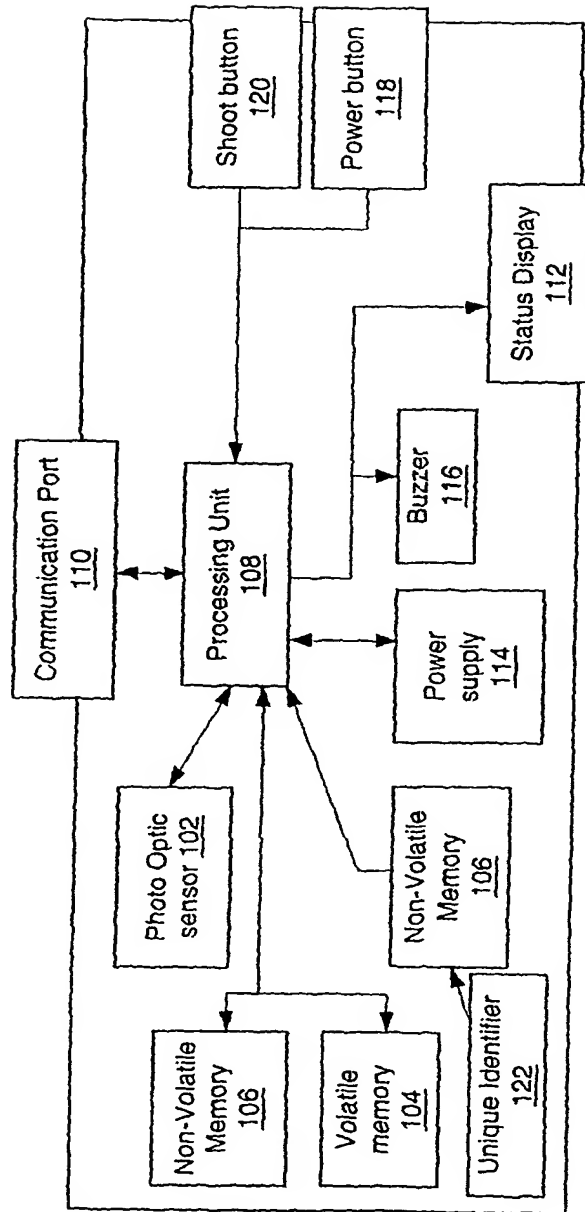 Communication Port
110
Shoot button
120
Power button
118
Photo Optic
sensor 102
Processing Unit
108
Non-Volatile
Memory
106
Volatile
memory
104
Non-Volatile
Memory
106
Unique Identifier
122
Power
supply
114
Buzzer
116
Status Display
112